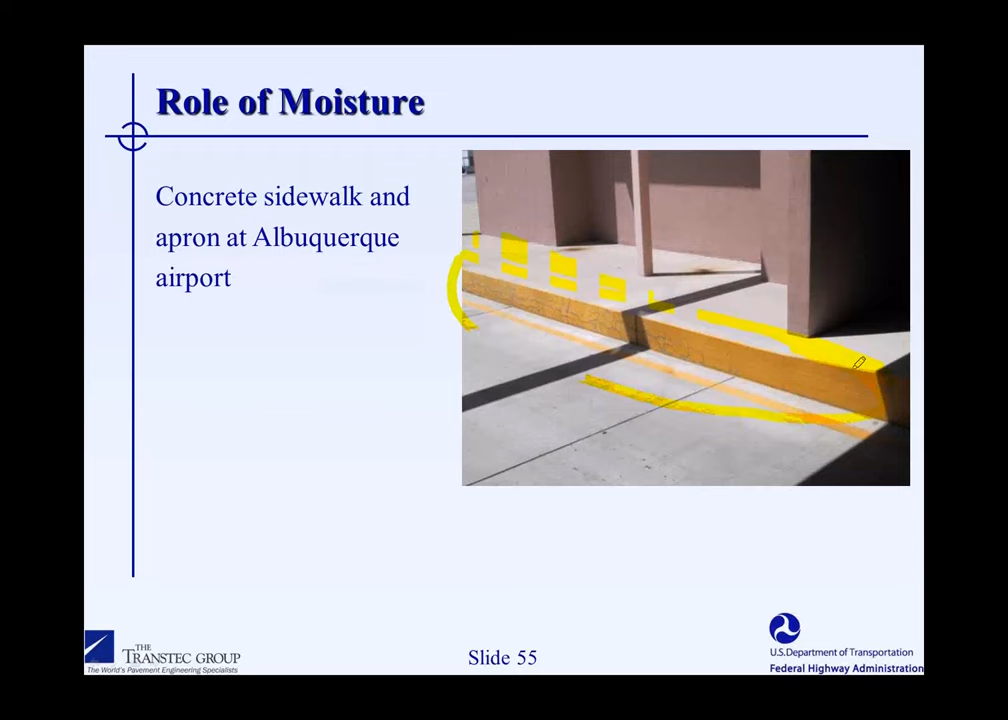 Role of Moisture
Concrete sidewalk and
apron at Albuquerque
airport
THE
TRANSTEC GROUP
The World's Pavement Engineering Specialists
Slide 55
U.S.Department of Transportation
Federal Highway Administration